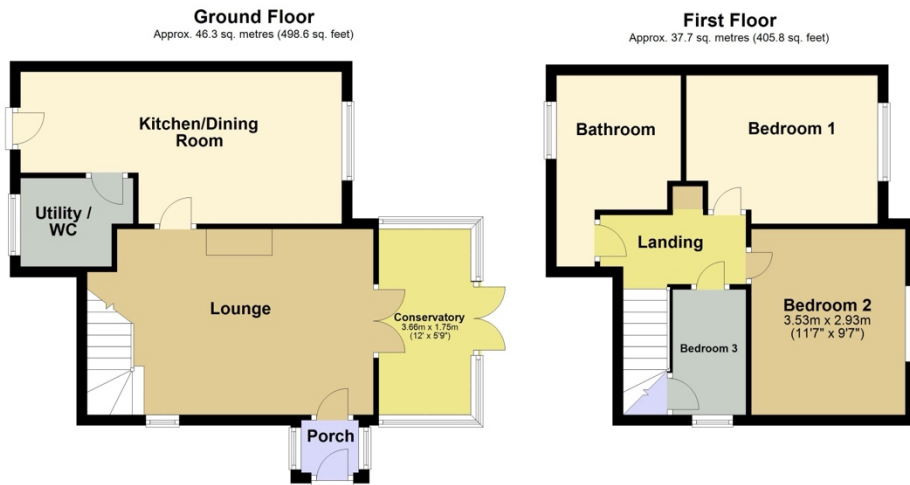 Ground Floor
Approx. 46.3 sq. metres (498.6 sq. feet)
Kitchen/Dining
Room
Utility /
WC
Lounge
Conservatory
3.66m x 1.75m
(12' x 5'9")
Porch
First Floor
Approx. 37.7 sq. metres (405.8 sq. feet)
Bathroom
Bedroom 1
Landing
Bedroom 2
3.53m x 2.93m
(11'7" x 9'7")
Bedroom 3